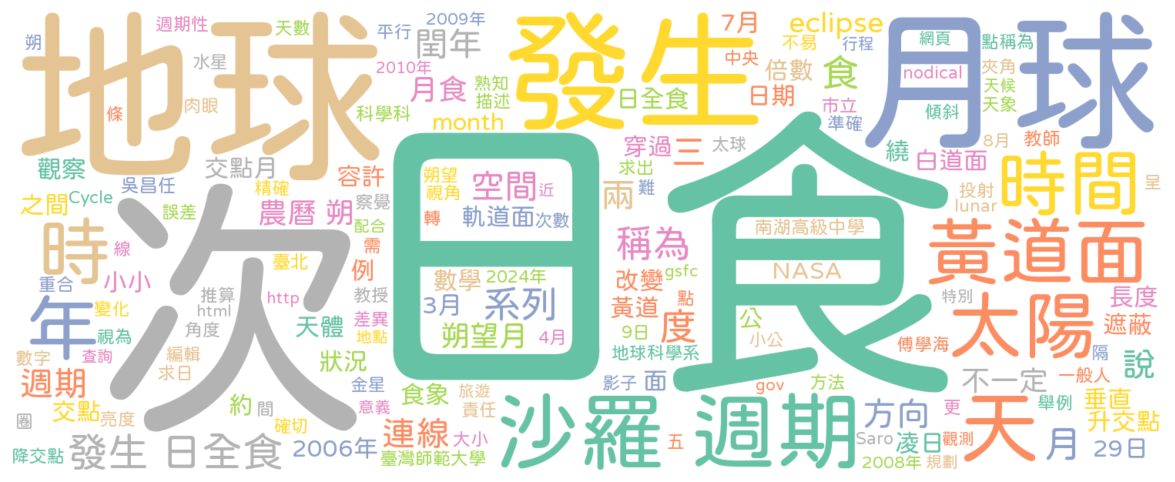 地球
發生
月球
日食
次
時間
黃道面
太陽
天
沙羅 週期
年
時
發生 日全食
週期性
天數
平行
2009年
閏年
eclipse
7月
中央
不易
行程
網頁
點稱為
朔
水星
2010年
月食
熟知
描述
食
倍數
日期
nodical
夾角
天候
天象
條
肉眼
科學科
month
日全食
市立
準確
傾斜
8月
教師
觀察
交點月
容許
朔望
視角
空間
近
穿過
三
太球
求出
難
繞
白道面
投射
lunar
呈
吳昌任
精確
察覺
之間
Cycle
誤差
農曆 朔
配合
轉
軌道面
次數
兩
南湖高級中學
線
臺北
需
例
稱為
重合
小小
數學
2024年
改變
gsfc
NASA
長度
變化
推算
html
http
教授
3月
系列
黃道
點
度
公
特別
遮蔽
視為
角度
天體
差異
地點
朔望月
4月
9日
小公
地球科學系
傅學海
隔
說
數字
查詢
編輯
求日
狀況
金星
影子
面
gov
方法
不一定
一般人
週期
交點
亮度
約
間
確切
意義
食象
旅遊
責任
方向
更
舉例
垂直
升交點
圈
降交點
2006年
連線
大小
臺灣師範大學
五
Saro
凌日
觀測
2008年
規劃
月
29日